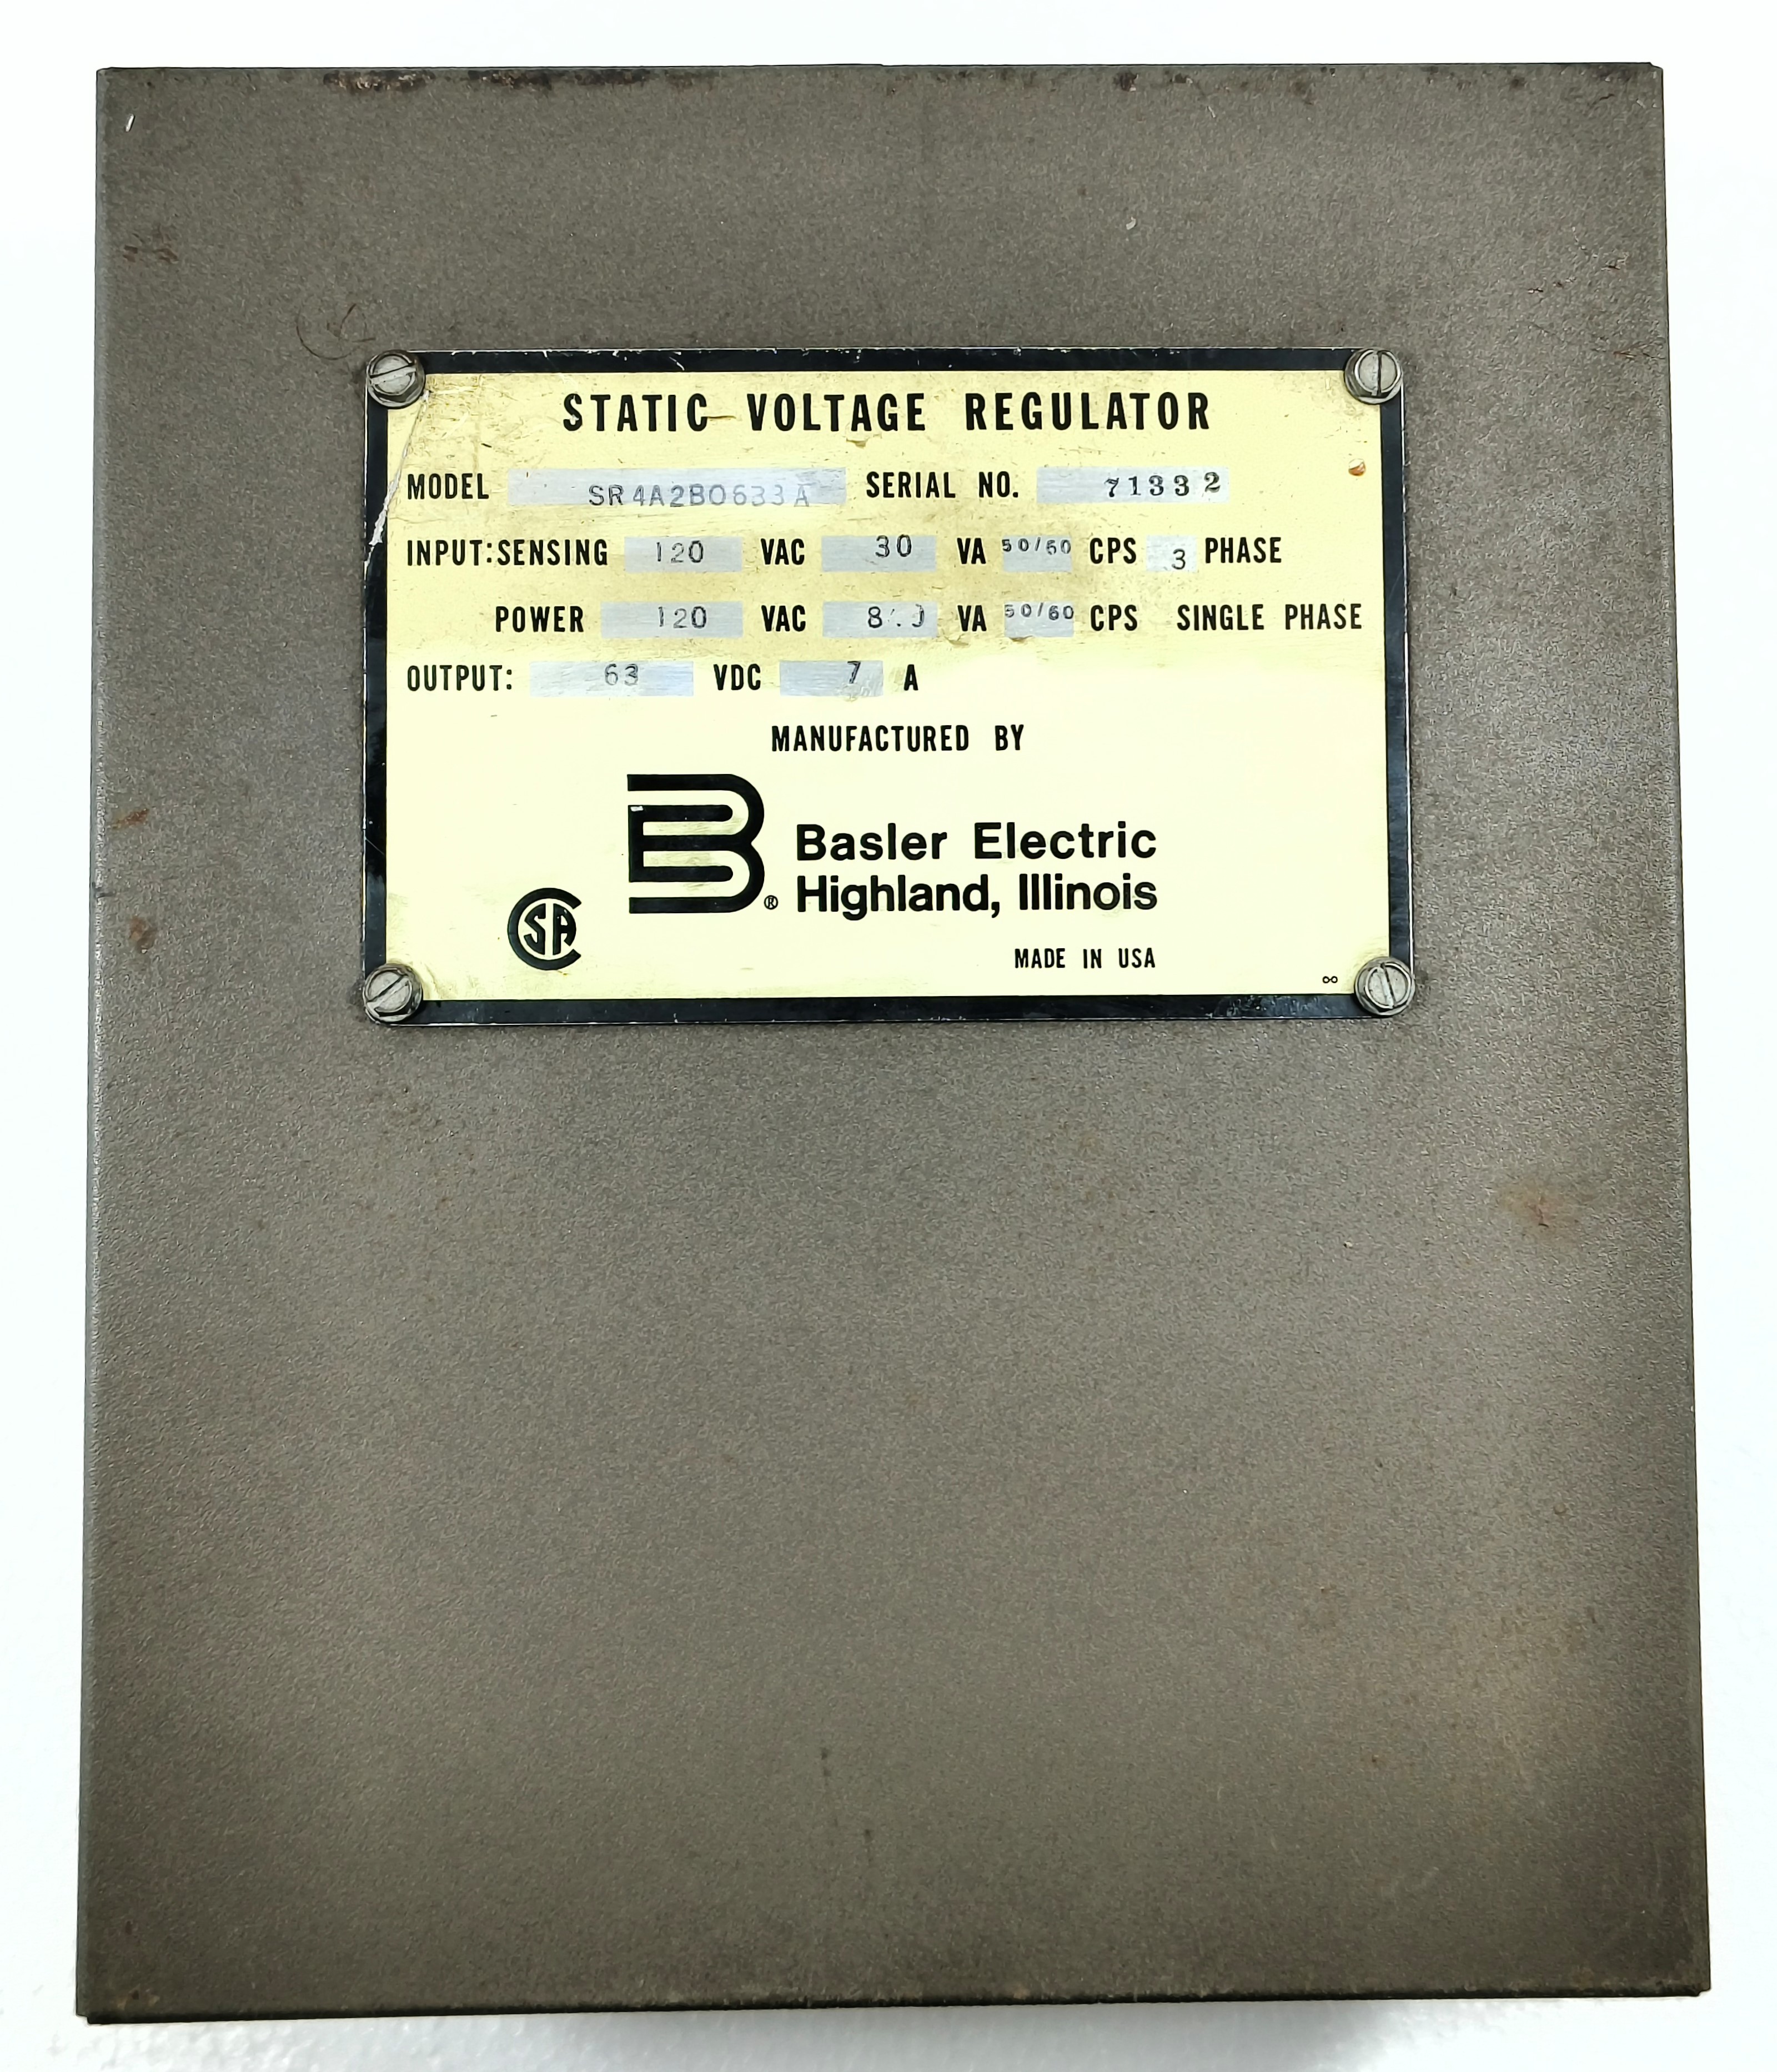 STATIC VOLTAGE REGULATOR
MODEL SR4A2B0633A SERIAL NO. 71332
INPUT: SENSING 120 VAC 30 VA 50/60 CPS 3 PHASE
POWER 120 VAC VA 50/60 CPS SINGLE PHASE
OUTPUT: 63 VDC 7 A
MANUFACTURED BY
B® Basler Electric
Highland, Illinois
CSA
MADE IN USA
∞